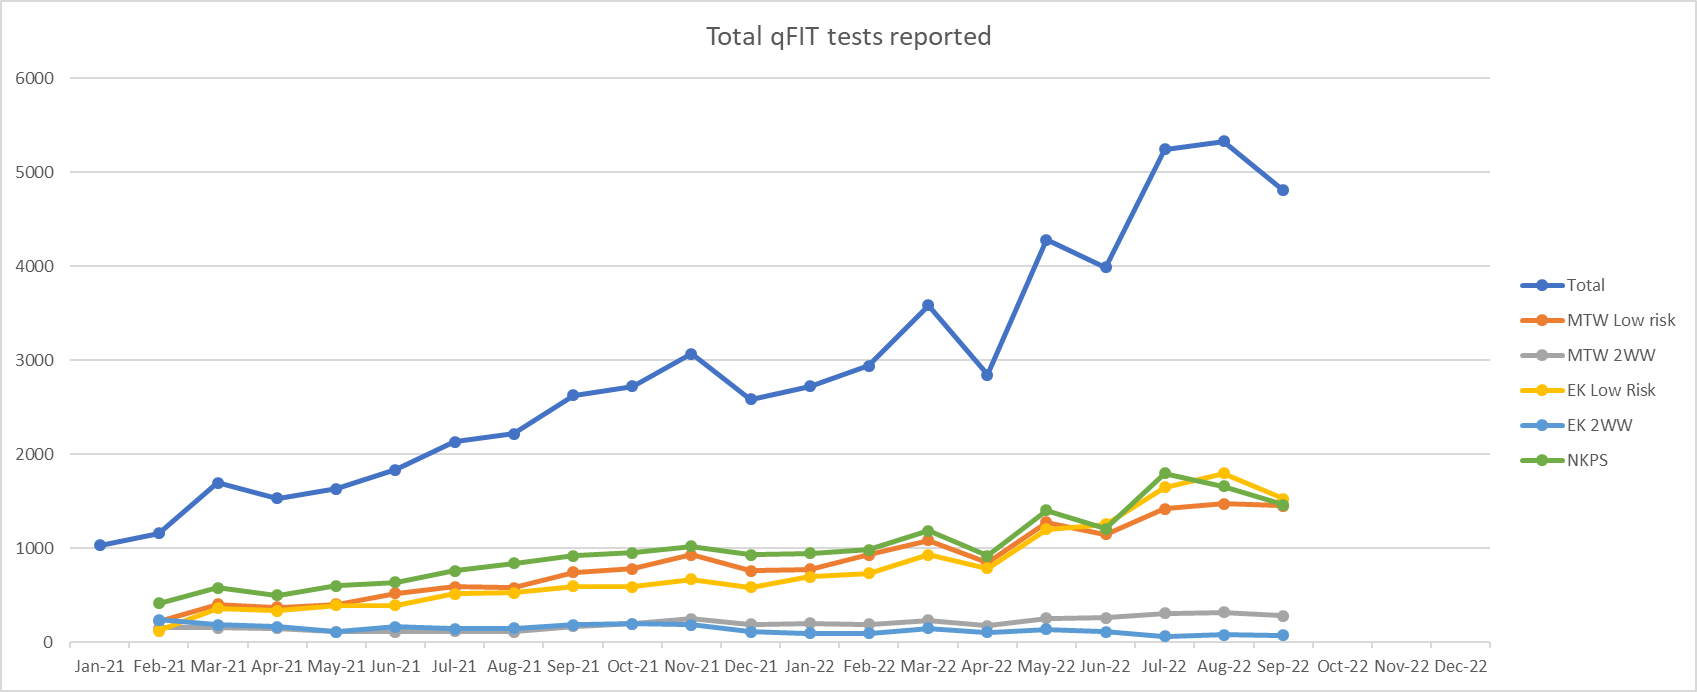 Total qFIT tests reported
6000
5000
4000
3000
2000
1000
0
Jan-21 Feb-21 Mar-21 Apr-21 May-21 Jun-21 Jul-21 Aug-21 Sep-21 Oct-21 Nov-21 Dec-21 Jan-22 Feb-22 Mar-22 Apr-22 May-22 Jun-22 Jul-22 Aug-22 Sep-22 Oct-22 Nov-22 Dec-22
Total
MTW Low risk
MTW 2WW
EK Low Risk
EK 2WW
NKPS